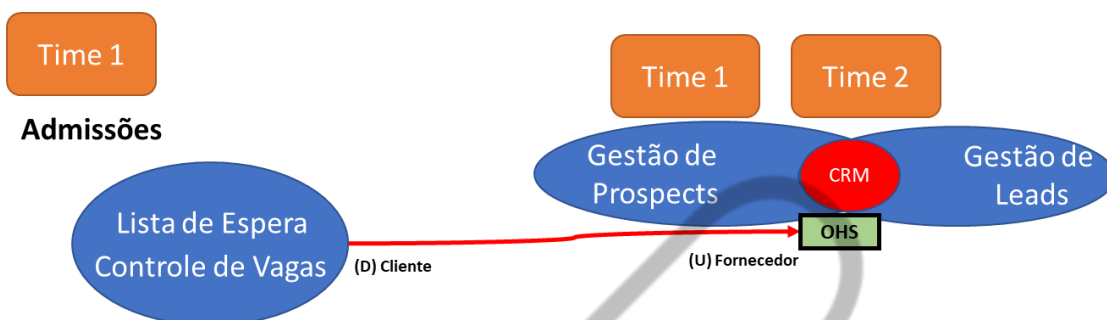 Time 1
Time 1
Time 2
Admissões
Gestão de
Prospects
CRM
Gestão de
Leads
Lista de Espera
Controle de Vagas
OHS
(D) Cliente
(U) Fornecedor